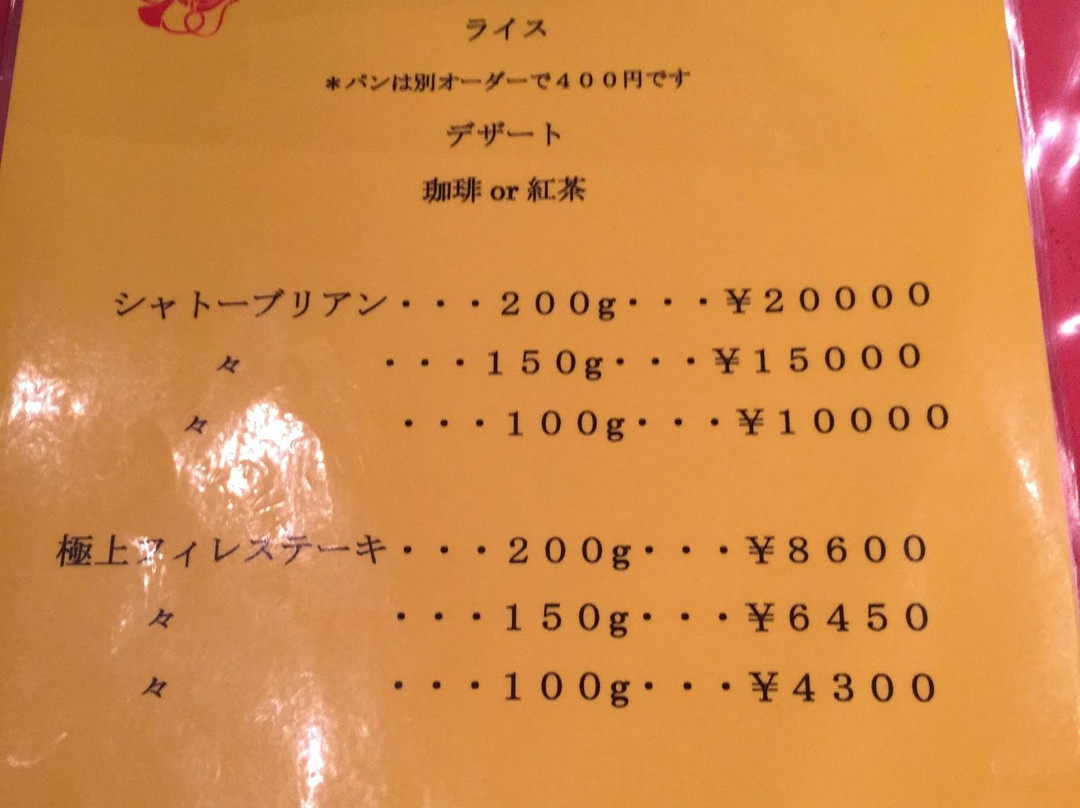 ライス
＊パンは別オーダーで４００円です
デザート
珈琲 or 紅茶
シャトーブリアン・・・２００g・・・￥２００００
々・・・１５０g・・・￥１５０００
々・・・１００g・・・￥１００００
極上フィレステーキ・・・２００g・・・￥８６００
々・・・１５０g・・・￥６４５０
々・・・１００g・・・￥４３００